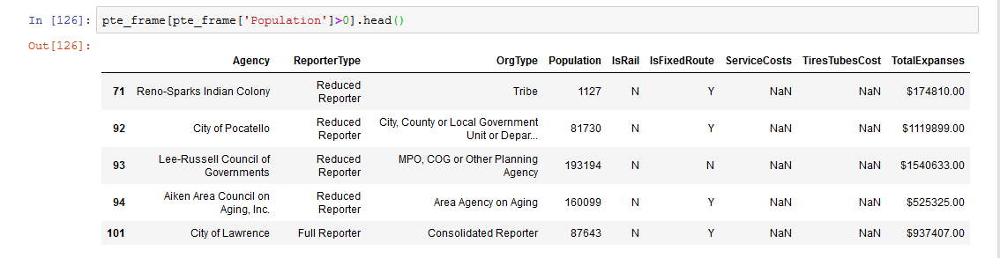 In [126]: pte_frame[pte_frame['Population']>0].head()
Out[126]:
Agency ReporterType OrgType Population IsRail IsFixedRoute ServiceCosts TiresTubesCost TotalExpanses
71 Reno-Sparks Indian Colony Reduced Reporter Tribe 1127 N Y NaN NaN $174810.00
92 City of Pocatello Reduced Reporter City, County or Local Government Unit or Depar... 81730 N Y NaN NaN $1119899.00
93 Lee-Russell Council of Governments Reduced Reporter MPO, COG or Other Planning Agency 193194 N N NaN NaN $1540633.00
94 Aiken Area Council on Aging, Inc. Reduced Reporter Area Agency on Aging 160099 N Y NaN NaN $525325.00
101 City of Lawrence Full Reporter Consolidated Reporter 87643 N Y NaN NaN $937407.00